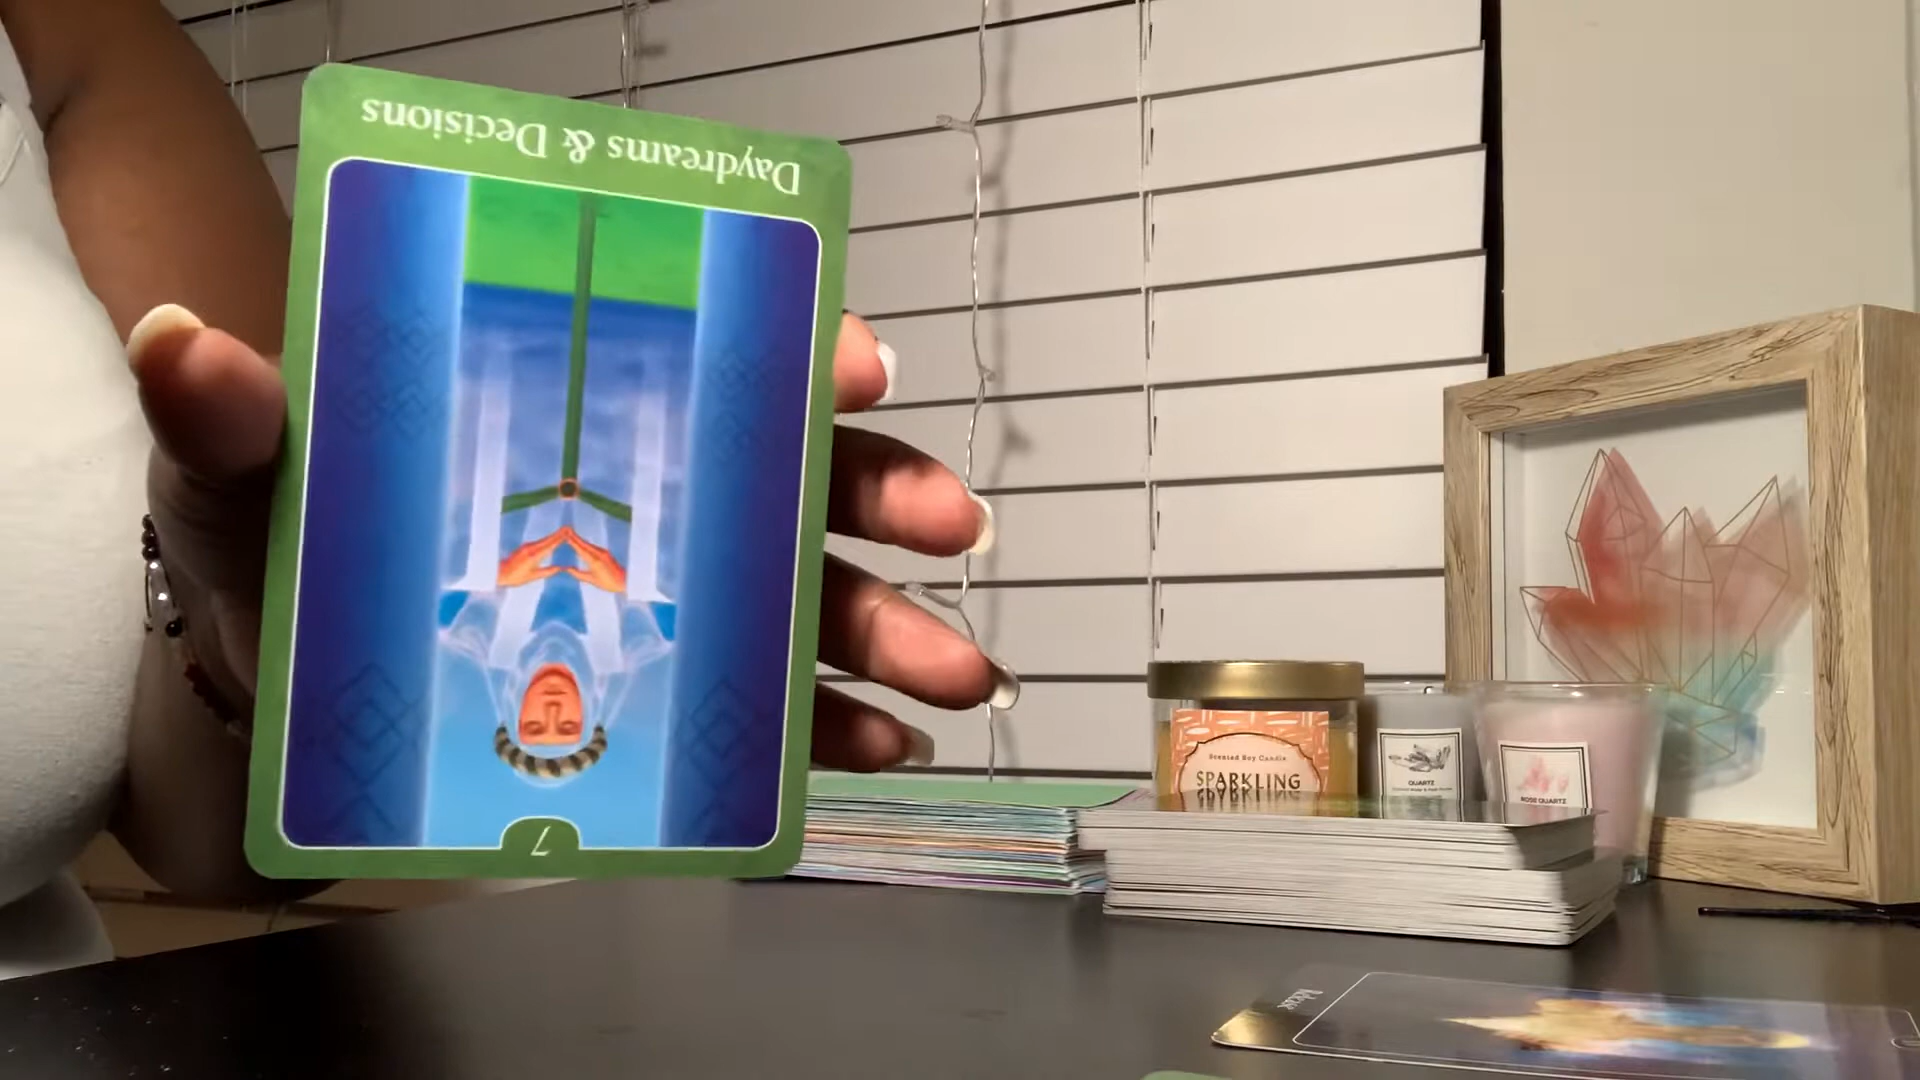 Daydreams & Decisions
7
Scented Soy Candle
SPARKLING
QUARTZ
ROSE QUARTZ